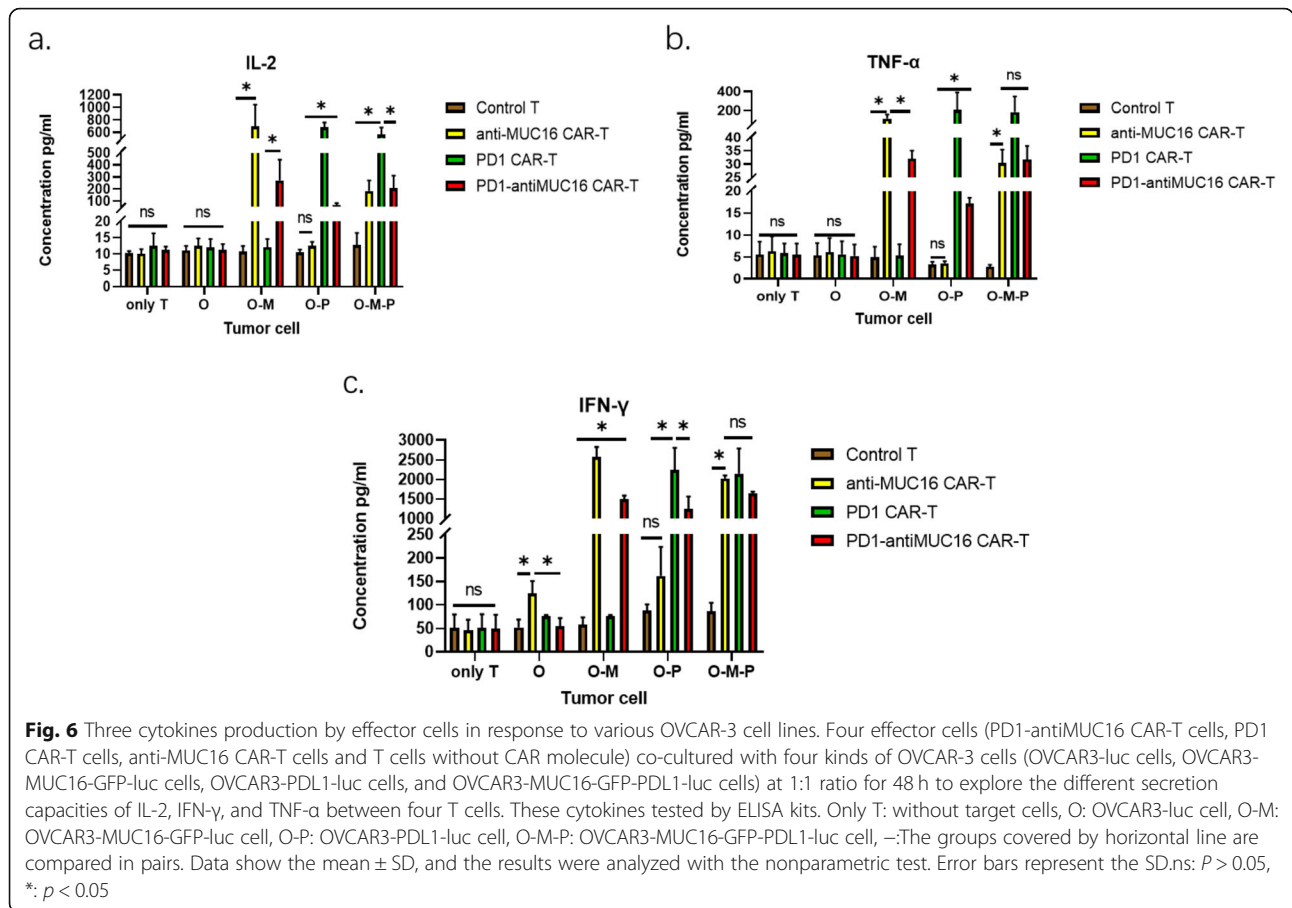 a.
IL-2
Concentration pg/ml
1200
1000
800
600
500
400
300
200
100
20
15
10
5
0
ns
ns
*
*
ns
*
*
*
only T
O
O-M
O-P
O-M-P
Tumor cell
Control T
anti-MUC16 CAR-T
PD1 CAR-T
PD1-antiMUC16 CAR-T
b.
TNF-α
Concentration pg/ml
400
200
40
35
30
25
20
15
10
5
0
ns
ns
*
*
ns
*
*
ns
only T
O
O-M
O-P
O-M-P
Tumor cell
Control T
anti-MUC16 CAR-T
PD1 CAR-T
PD1-antiMUC16 CAR-T
c.
IFN-γ
Concentration pg/ml
3000
2500
2000
1500
1000
250
200
150
100
50
0
ns
*
*
*
ns
*
*
*
ns
only T
O
O-M
O-P
O-M-P
Tumor cell
Control T
anti-MUC16 CAR-T
PD1 CAR-T
PD1-antiMUC16 CAR-T
Fig. 6 Three cytokines production by effector cells in response to various OVCAR-3 cell lines. Four effector cells (PD1-antiMUC16 CAR-T cells, PD1
CAR-T cells, anti-MUC16 CAR-T cells and T cells without CAR molecule) co-cultured with four kinds of OVCAR-3 cells (OVCAR3-luc cells, OVCAR3-
MUC16-GFP-luc cells, OVCAR3-PDL1-luc cells, and OVCAR3-MUC16-GFP-PDL1-luc cells) at 1:1 ratio for 48 h to explore the different secretion
capacities of IL-2, IFN-γ, and TNF-α between four T cells. These cytokines tested by ELISA kits. Only T: without target cells, O: OVCAR3-luc cell, O-M:
OVCAR3-MUC16-GFP-luc cell, O-P: OVCAR3-PDL1-luc cell, O-M-P: OVCAR3-MUC16-GFP-PDL1-luc cell, −:The groups covered by horizontal line are
compared in pairs. Data show the mean ± SD, and the results were analyzed with the nonparametric test. Error bars represent the SD.ns: P > 0.05,
*: p < 0.05